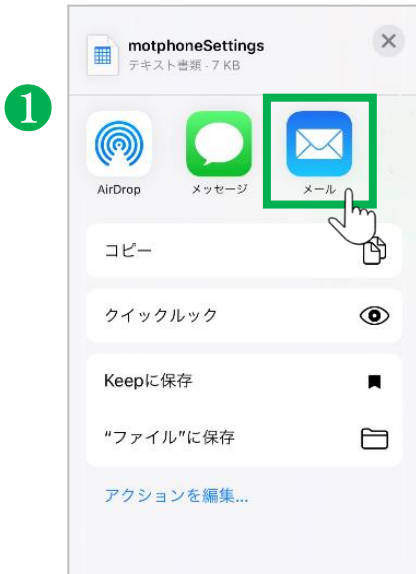 motphoneSettings
テキスト書類・7 KB
1
AirDrop
メッセージ
メール
コピー
クイックルック
Keepに保存
“ファイル”に保存
アクションを編集...